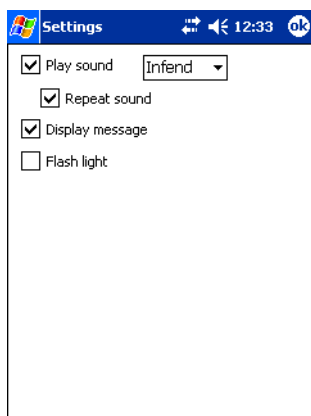 Settings 12:33 ok
Play sound Infend
Repeat sound
Display message
Flash light